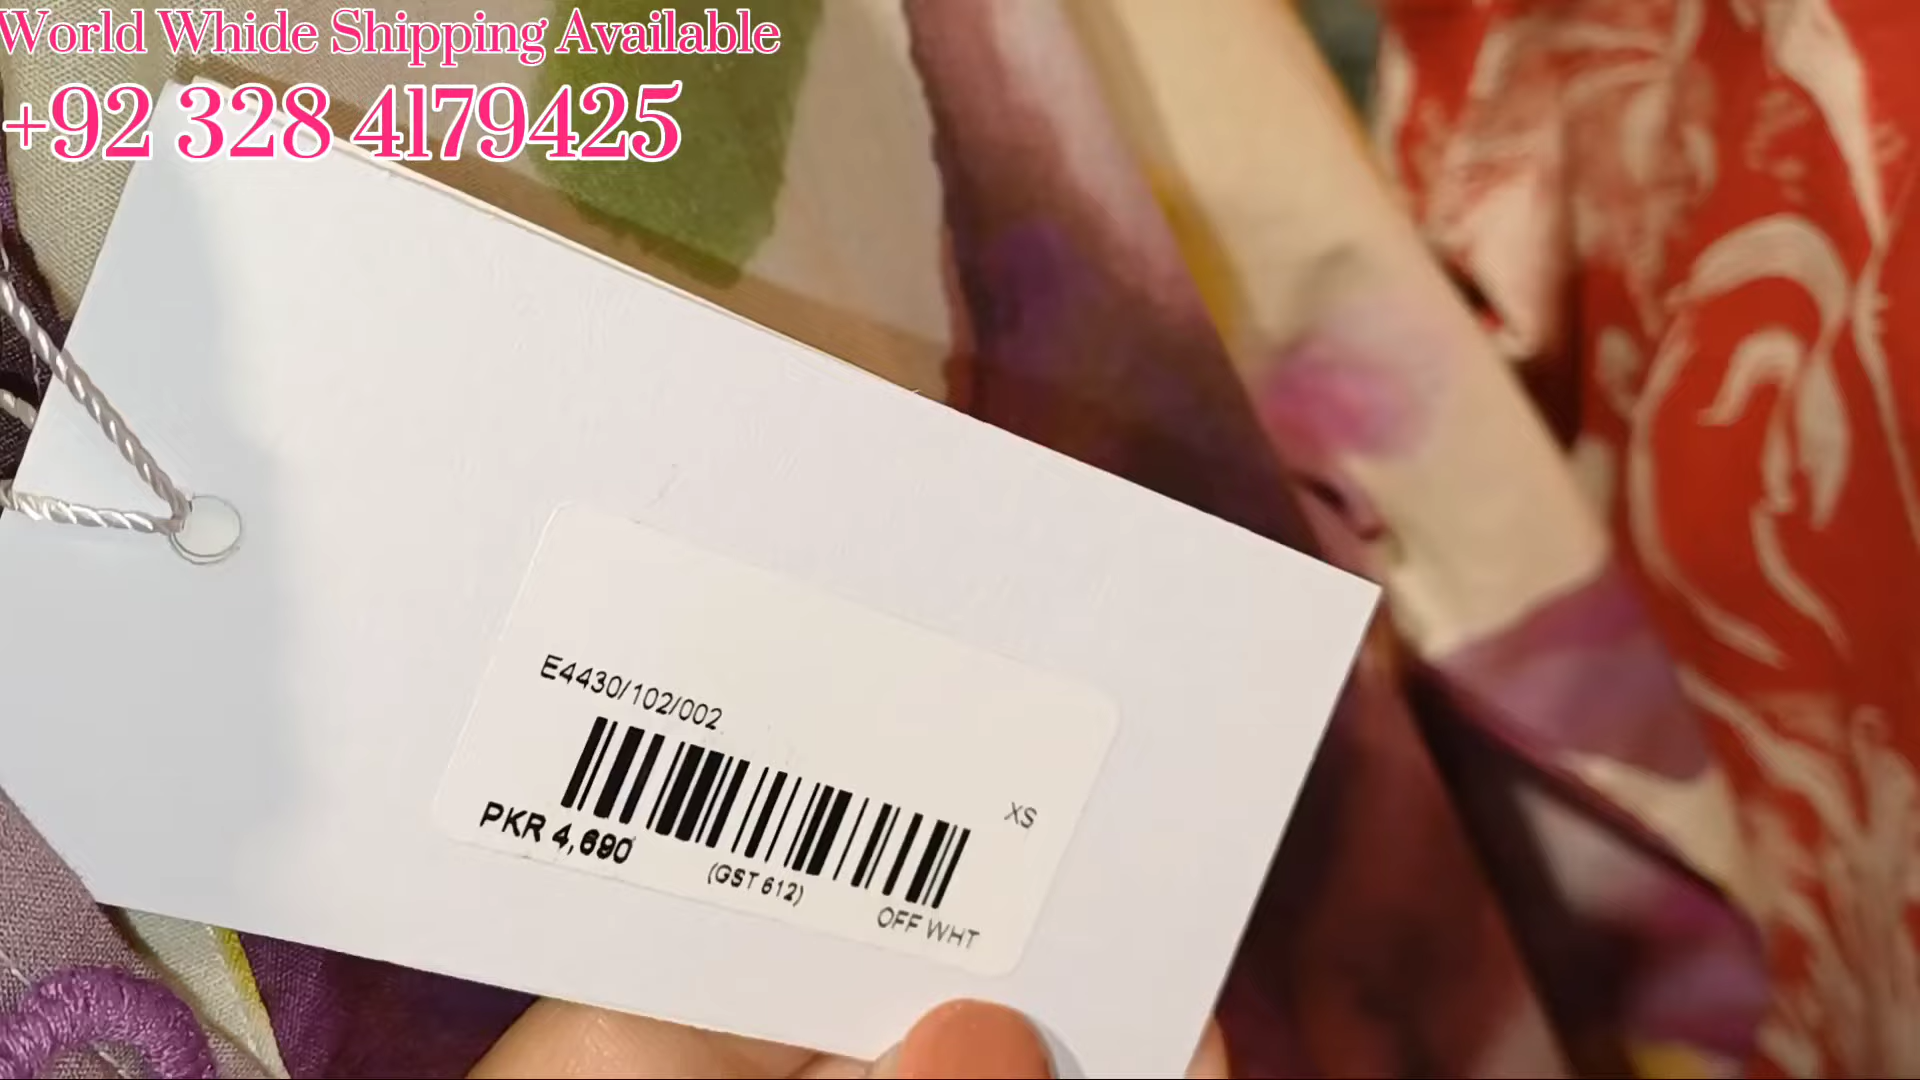 World Whide Shipping Available
+92 328 4179425
E4430/102/002
XS
PKR 4,690
(GST 612)
OFF WHT